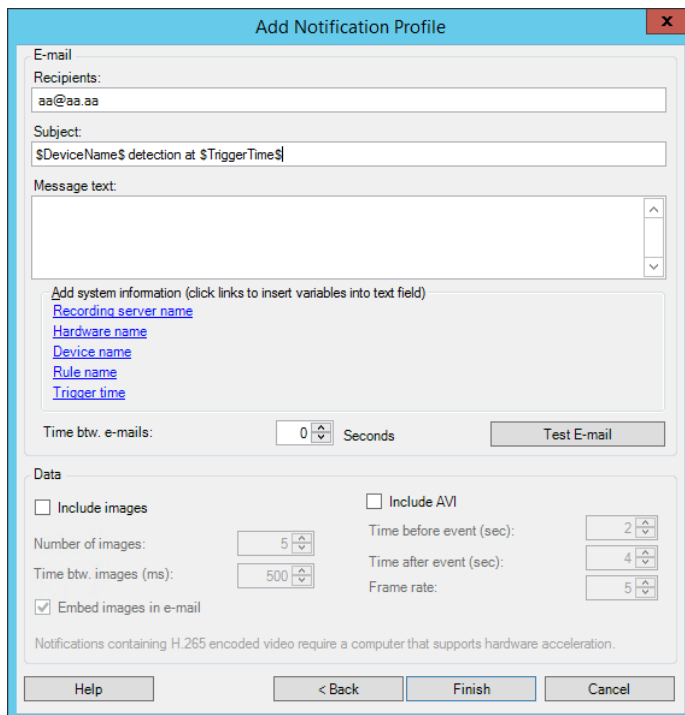 Add Notification Profile
x
E-mail
Recipients:
aa@aa.aa
Subject:
$DeviceName$ detection at $TriggerTime$
Message text:
Add system information (click links to insert variables into text field)
Recording server name
Hardware name
Device name
Rule name
Trigger time
Time btw. e-mails:
0
Seconds
Test E-mail
Data
Include images
Number of images:
5
Time btw. images (ms):
500
Embed images in e-mail
Include AVI
Time before event (sec):
2
Time after event (sec):
4
Frame rate:
5
Notifications containing H.265 encoded video require a computer that supports hardware acceleration.
Help
< Back
Finish
Cancel